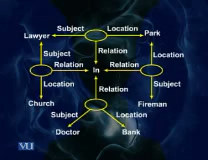 Subject Location
Lawyer Park
Subject Relation Location
Relation In Relation
Location Relation Subject
Church Fireman
Subject Location
Doctor Bank
VU